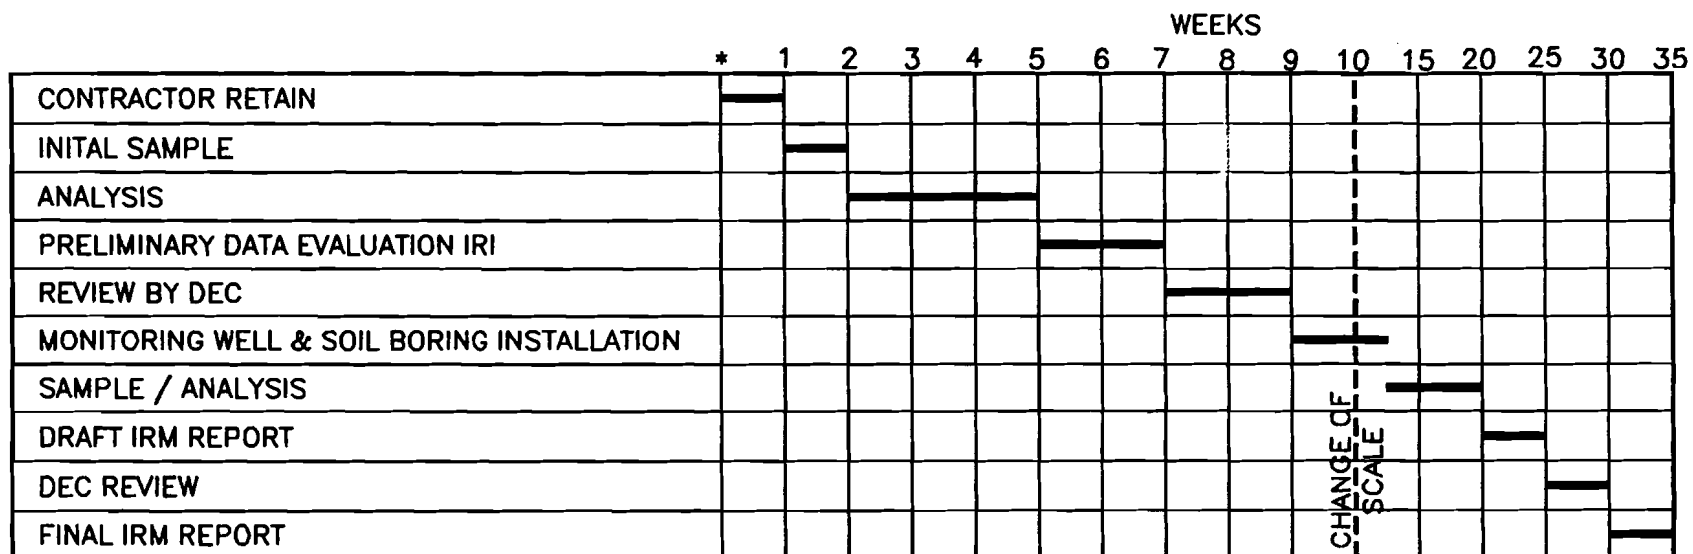 WEEKS
* 1 2 3 4 5 6 7 8 9 10 15 20 25 30 35
CONTRACTOR RETAIN
INITAL SAMPLE
ANALYSIS
PRELIMINARY DATA EVALUATION IRI
REVIEW BY DEC
MONITORING WELL & SOIL BORING INSTALLATION
SAMPLE / ANALYSIS
DRAFT IRM REPORT
DEC REVIEW
FINAL IRM REPORT
CHANGE OF
SCALE